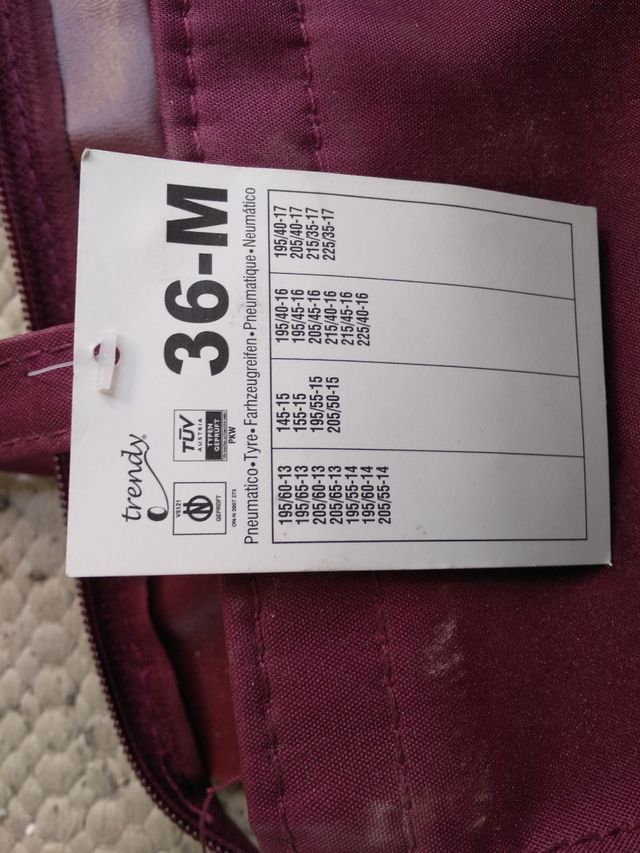 trendy®
36-M
VS121
GEPRÜFT
ON-N 2007 273
TÜV
AUSTRIA
TYPEN
GEPRÜFT
PKW
Pneumatico•Tyre•Farhzeugreifen•Pneumatique•Neumático
195/60-13
195/65-13
205/60-13
205/65-13
195/55-14
195/60-14
205/55-14
145-15
155-15
195/55-15
205/50-15
195/40-16
195/45-16
205/45-16
215/40-16
215/45-16
225/40-16
195/40-17
205/40-17
215/35-17
225/35-17